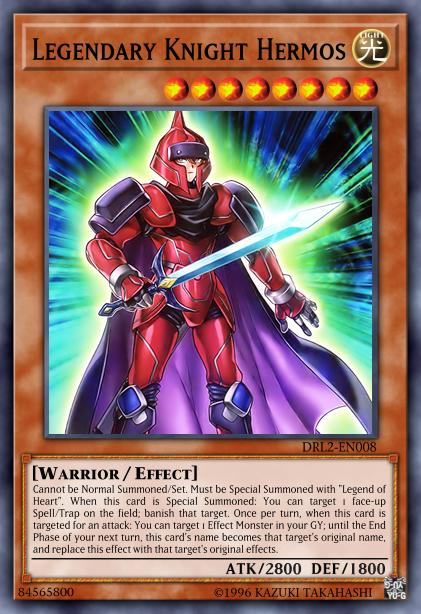 LEGENDARY KNIGHT HERMOS
LIGHT
光
DRL2-EN008
[WARRIOR / EFFECT]
Cannot be Normal Summoned/Set. Must be Special Summoned with "Legend of
Heart". When this card is Special Summoned: You can target 1 face-up
Spell/Trap on the field; banish that target. Once per turn, when this card is
targeted for an attack: You can target 1 Effect Monster in your GY; until the End
Phase of your next turn, this card's name becomes that target's original name,
and replace this effect with that target's original effects.
ATK/2800 DEF/1800
84565800
©1996 KAZUKI TAKAHASHI